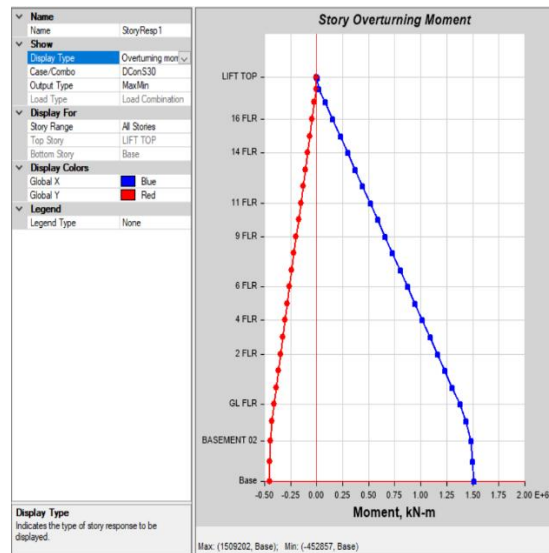 Name
Name StoryResp1
Show
Display Type Overturning mon
Case/Combo DConS30
Output Type MaxMin
Load Type Load Combination
Display For
Story Range All Stories
Top Story LIFT TOP
Bottom Story Base
Display Colors
Global X Blue
Global Y Red
Legend
Legend Type None
Display Type
Indicates the type of story response to be
displayed.
Story Overturning Moment
LIFT TOP
16 FLR
14 FLR
11 FLR
9 FLR
6 FLR
4 FLR
2 FLR
GL FLR
BASEMENT 02
Base
-0.50 -0.25 0.00 0.25 0.50 0.75 1.00 1.25 1.50 1.75 2.00 E+6
Moment, kN-m
Max: (1509202, Base); Min: (-452857, Base)